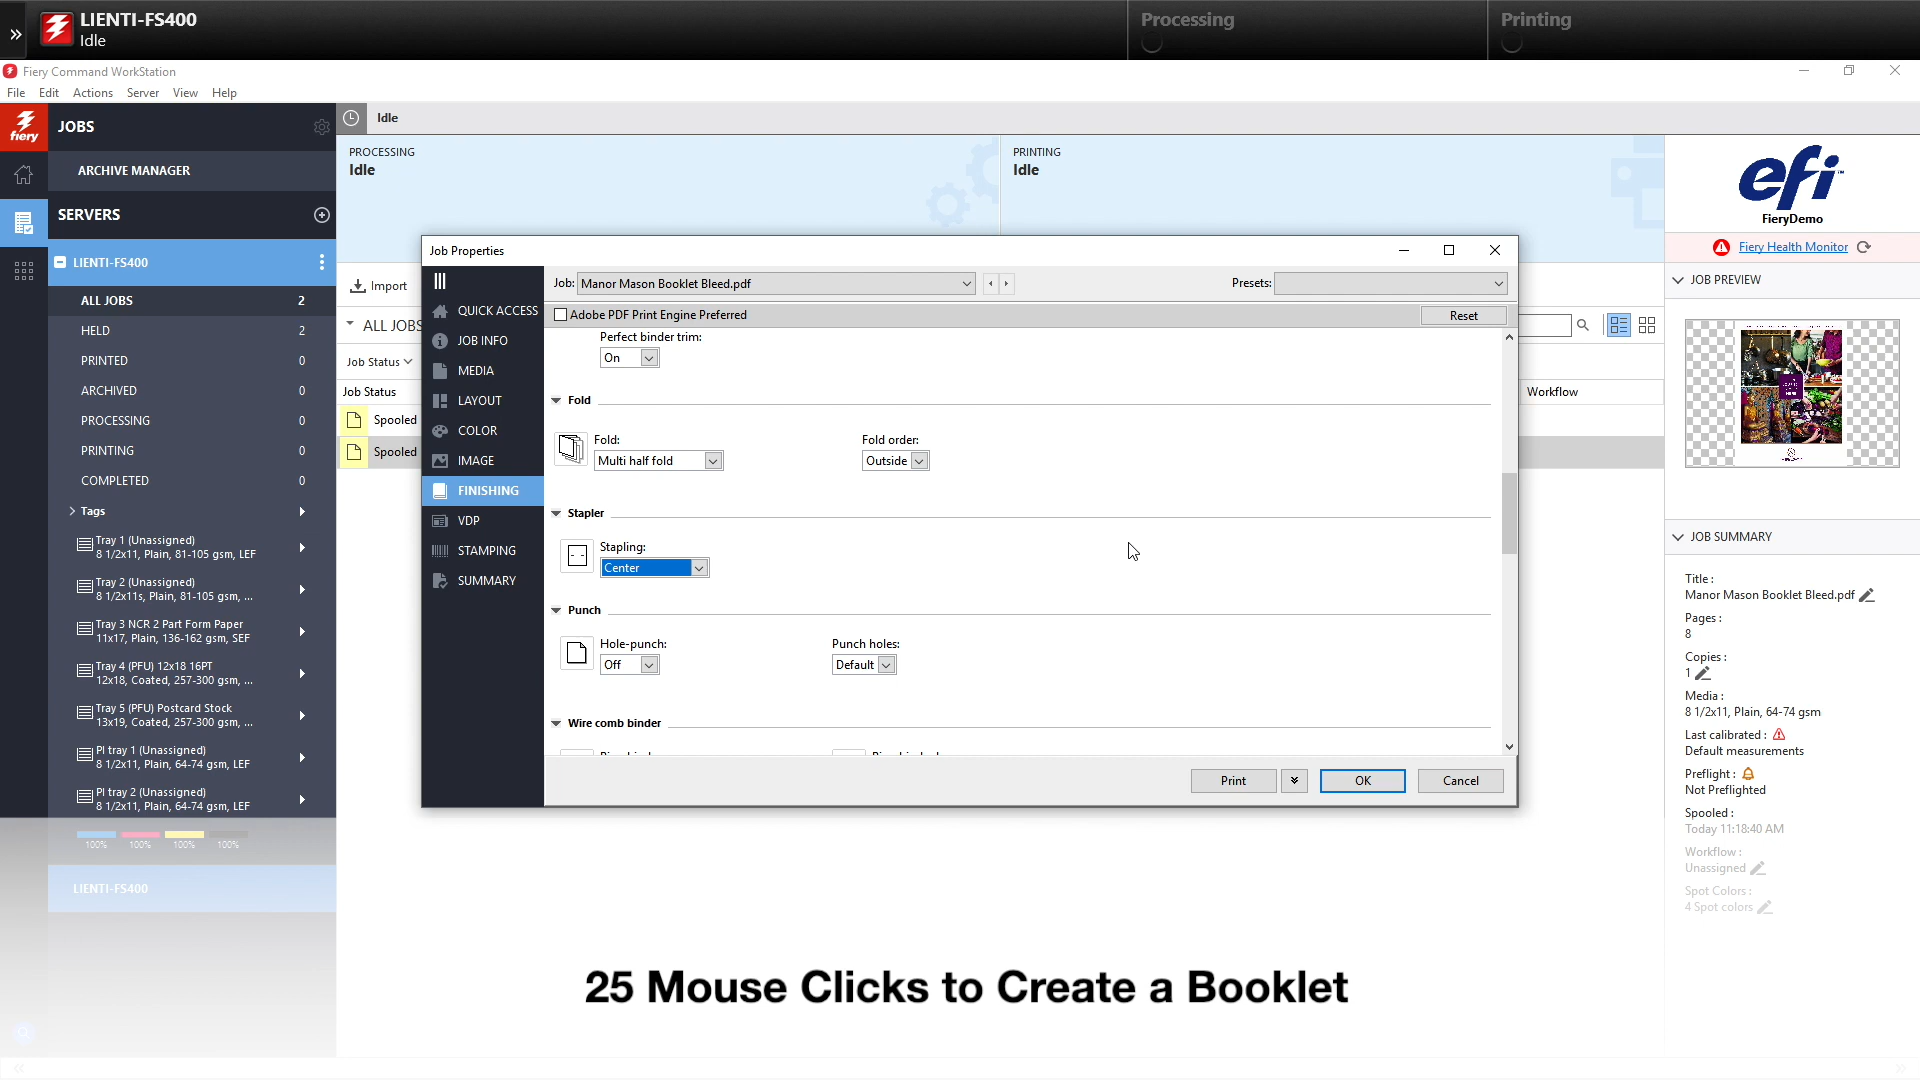 LIENTI-FS400
Idle
Processing
Printing
Fiery Command WorkStation
File Edit Actions Server View Help
fiery
JOBS
ARCHIVE MANAGER
SERVERS
LIENTI-FS400
ALL JOBS 2
HELD 2
PRINTED 0
ARCHIVED 0
PROCESSING 0
PRINTING 0
COMPLETED 0
Tags
Tray 1 (Unassigned)
8 1/2x11, Plain, 81-105 gsm, LEF
Tray 2 (Unassigned)
8 1/2x11s, Plain, 81-105 gsm, ...
Tray 3 NCR 2 Part Form Paper
11x17, Plain, 136-162 gsm, SEF
Tray 4 (PFU) 12x18 16PT
12x18, Coated, 257-300 gsm, ...
Tray 5 (PFU) Postcard Stock
13x19, Coated, 257-300 gsm, ...
PI tray 1 (Unassigned)
8 1/2x11, Plain, 64-74 gsm, LEF
PI tray 2 (Unassigned)
8 1/2x11, Plain, 64-74 gsm, LEF
100% 100% 100% 100%
LIENTI-FS400
Idle
PROCESSING
Idle
PRINTING
Idle
Import
ALL JOBS
Job Status
Job Status
Workflow
Spooled
Spooled
Job Properties
Job: Manor Mason Booklet Bleed.pdf
Presets:
QUICK ACCESS
JOB INFO
MEDIA
LAYOUT
COLOR
IMAGE
FINISHING
VDP
STAMPING
SUMMARY
Adobe PDF Print Engine Preferred
Reset
Perfect binder trim:
On
Fold
Fold:
Multi half fold
Fold order:
Outside
Stapler
Stapling:
Center
Punch
Hole-punch:
Off
Punch holes:
Default
Wire comb binder
Print
OK
Cancel
efi
FieryDemo
Fiery Health Monitor
JOB PREVIEW
JOB SUMMARY
Title :
Manor Mason Booklet Bleed.pdf
Pages :
8
Copies :
1
Media :
8 1/2x11, Plain, 64-74 gsm
Last calibrated :
Default measurements
Preflight :
Not Preflighted
Spooled :
Today 11:18:40 AM
Workflow :
Unassigned
Spot Colors :
4 Spot colors
25 Mouse Clicks to Create a Booklet